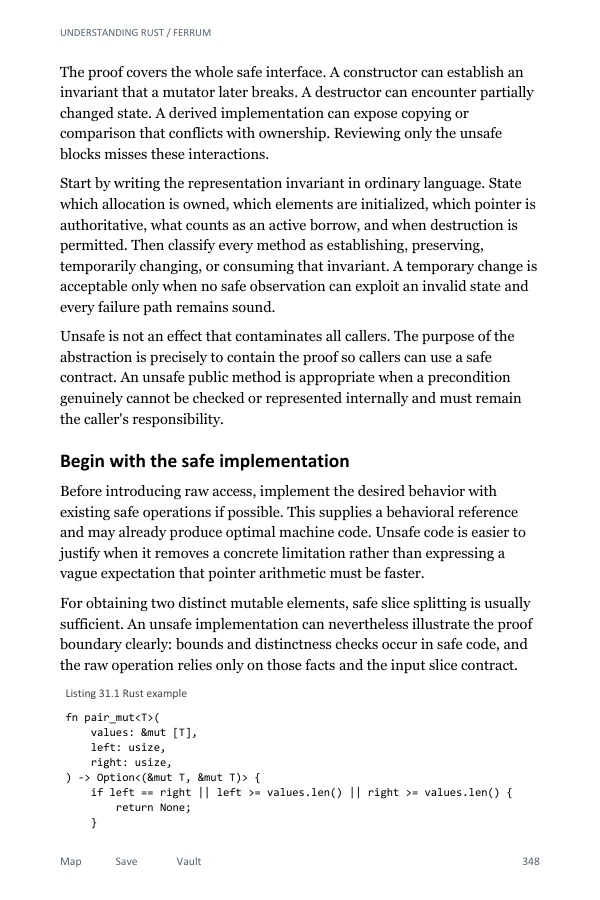 UNDERSTANDING RUST / FERRUM
The proof covers the whole safe interface. A constructor can establish an
invariant that a mutator later breaks. A destructor can encounter partially
changed state. A derived implementation can expose copying or
comparison that conflicts with ownership. Reviewing only the unsafe
blocks misses these interactions.
Start by writing the representation invariant in ordinary language. State
which allocation is owned, which elements are initialized, which pointer is
authoritative, what counts as an active borrow, and when destruction is
permitted. Then classify every method as establishing, preserving,
temporarily changing, or consuming that invariant. A temporary change is
acceptable only when no safe observation can exploit an invalid state and
every failure path remains sound.
Unsafe is not an effect that contaminates all callers. The purpose of the
abstraction is precisely to contain the proof so callers can use a safe
contract. An unsafe public method is appropriate when a precondition
genuinely cannot be checked or represented internally and must remain
the caller's responsibility.
Begin with the safe implementation
Before introducing raw access, implement the desired behavior with
existing safe operations if possible. This supplies a behavioral reference
and may already produce optimal machine code. Unsafe code is easier to
justify when it removes a concrete limitation rather than expressing a
vague expectation that pointer arithmetic must be faster.
For obtaining two distinct mutable elements, safe slice splitting is usually
sufficient. An unsafe implementation can nevertheless illustrate the proof
boundary clearly: bounds and distinctness checks occur in safe code, and
the raw operation relies only on those facts and the input slice contract.
Listing 31.1 Rust example
fn pair_mut<T>(
    values: &mut [T],
    left: usize,
    right: usize,
) -> Option<(&mut T, &mut T)> {
    if left == right || left >= values.len() || right >= values.len() {
        return None;
    }
Map Save Vault 348